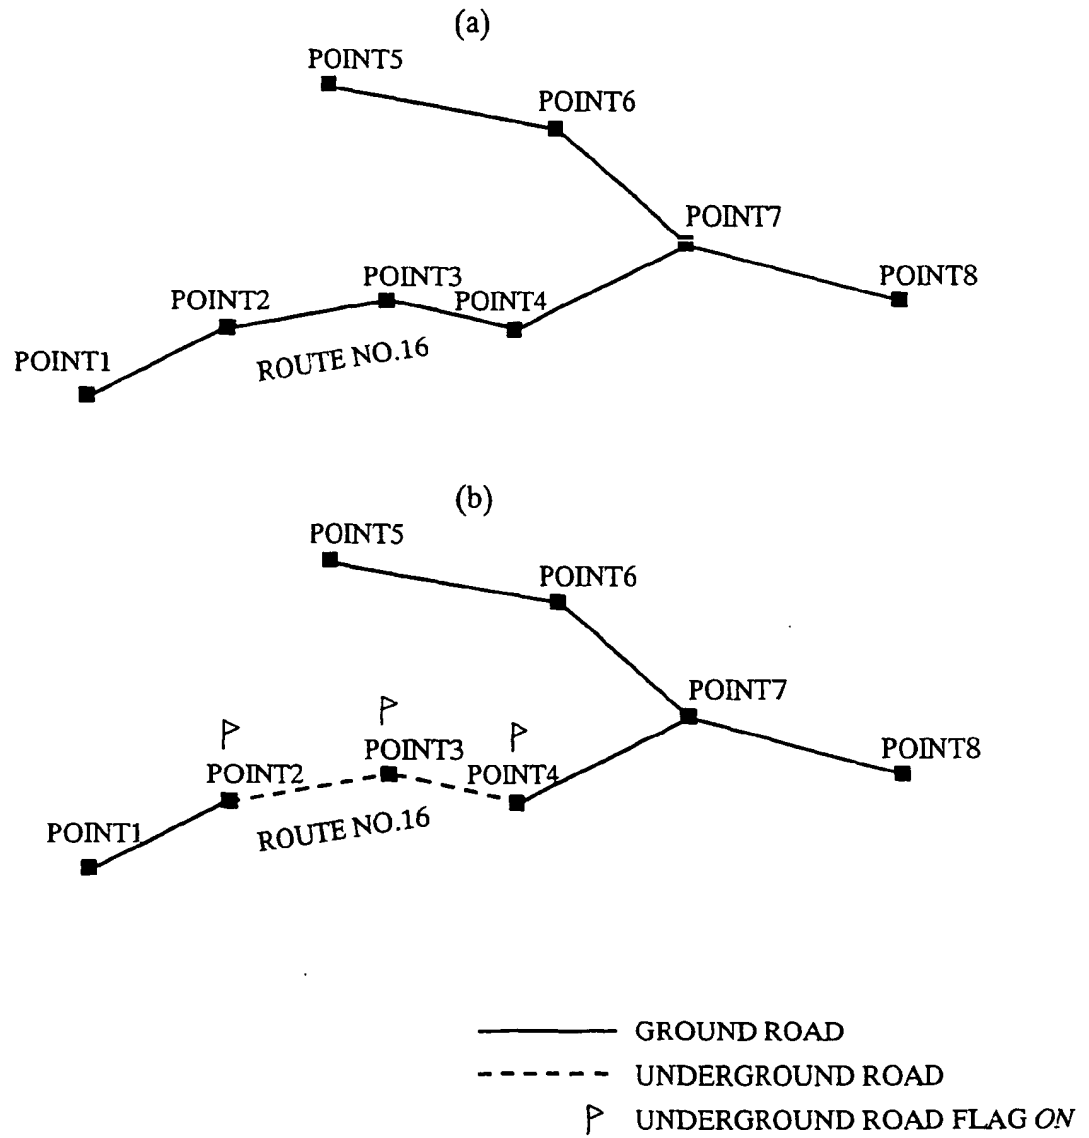 (a)
POINT5
POINT6
POINT7
POINT8
POINT3
POINT4
POINT2
ROUTE NO.16
POINT1
(b)
POINT5
POINT6
POINT7
POINT8
POINT3
POINT2
POINT4
ROUTE NO.16
POINT1
GROUND ROAD
UNDERGROUND ROAD
UNDERGROUND ROAD FLAG ON